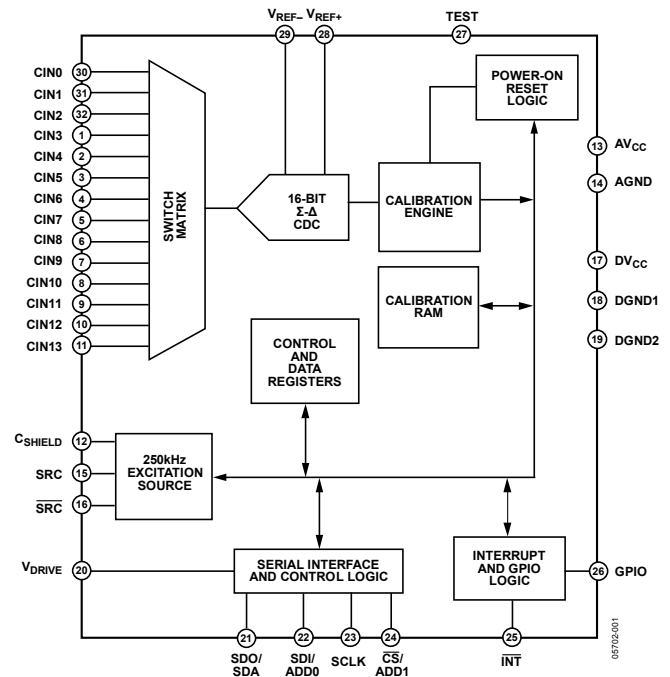 VREF– VREF+ TEST
29 28 27
CIN0 30
CIN1 31
CIN2 32
CIN3 1
CIN4 2
CIN5 3
CIN6 4
CIN7 5
CIN8 6
CIN9 7
CIN10 8
CIN11 9
CIN12 10
CIN13 11
SWITCH
MATRIX
16-BIT
Σ-Δ
CDC
CALIBRATION
ENGINE
POWER-ON
RESET
LOGIC
13 AVCC
14 AGND
17 DVCC
18 DGND1
19 DGND2
CALIBRATION
RAM
CONTROL
AND
DATA
REGISTERS
CSHIELD 12
SRC 15
SRC 16
250kHz
EXCITATION
SOURCE
VDRIVE 20
SERIAL INTERFACE
AND CONTROL LOGIC
INTERRUPT
AND GPIO
LOGIC
26 GPIO
21 22 23 24 25
SDO/
SDA
SDI/
ADD0
SCLK
CS/
ADD1
INT
05702-001